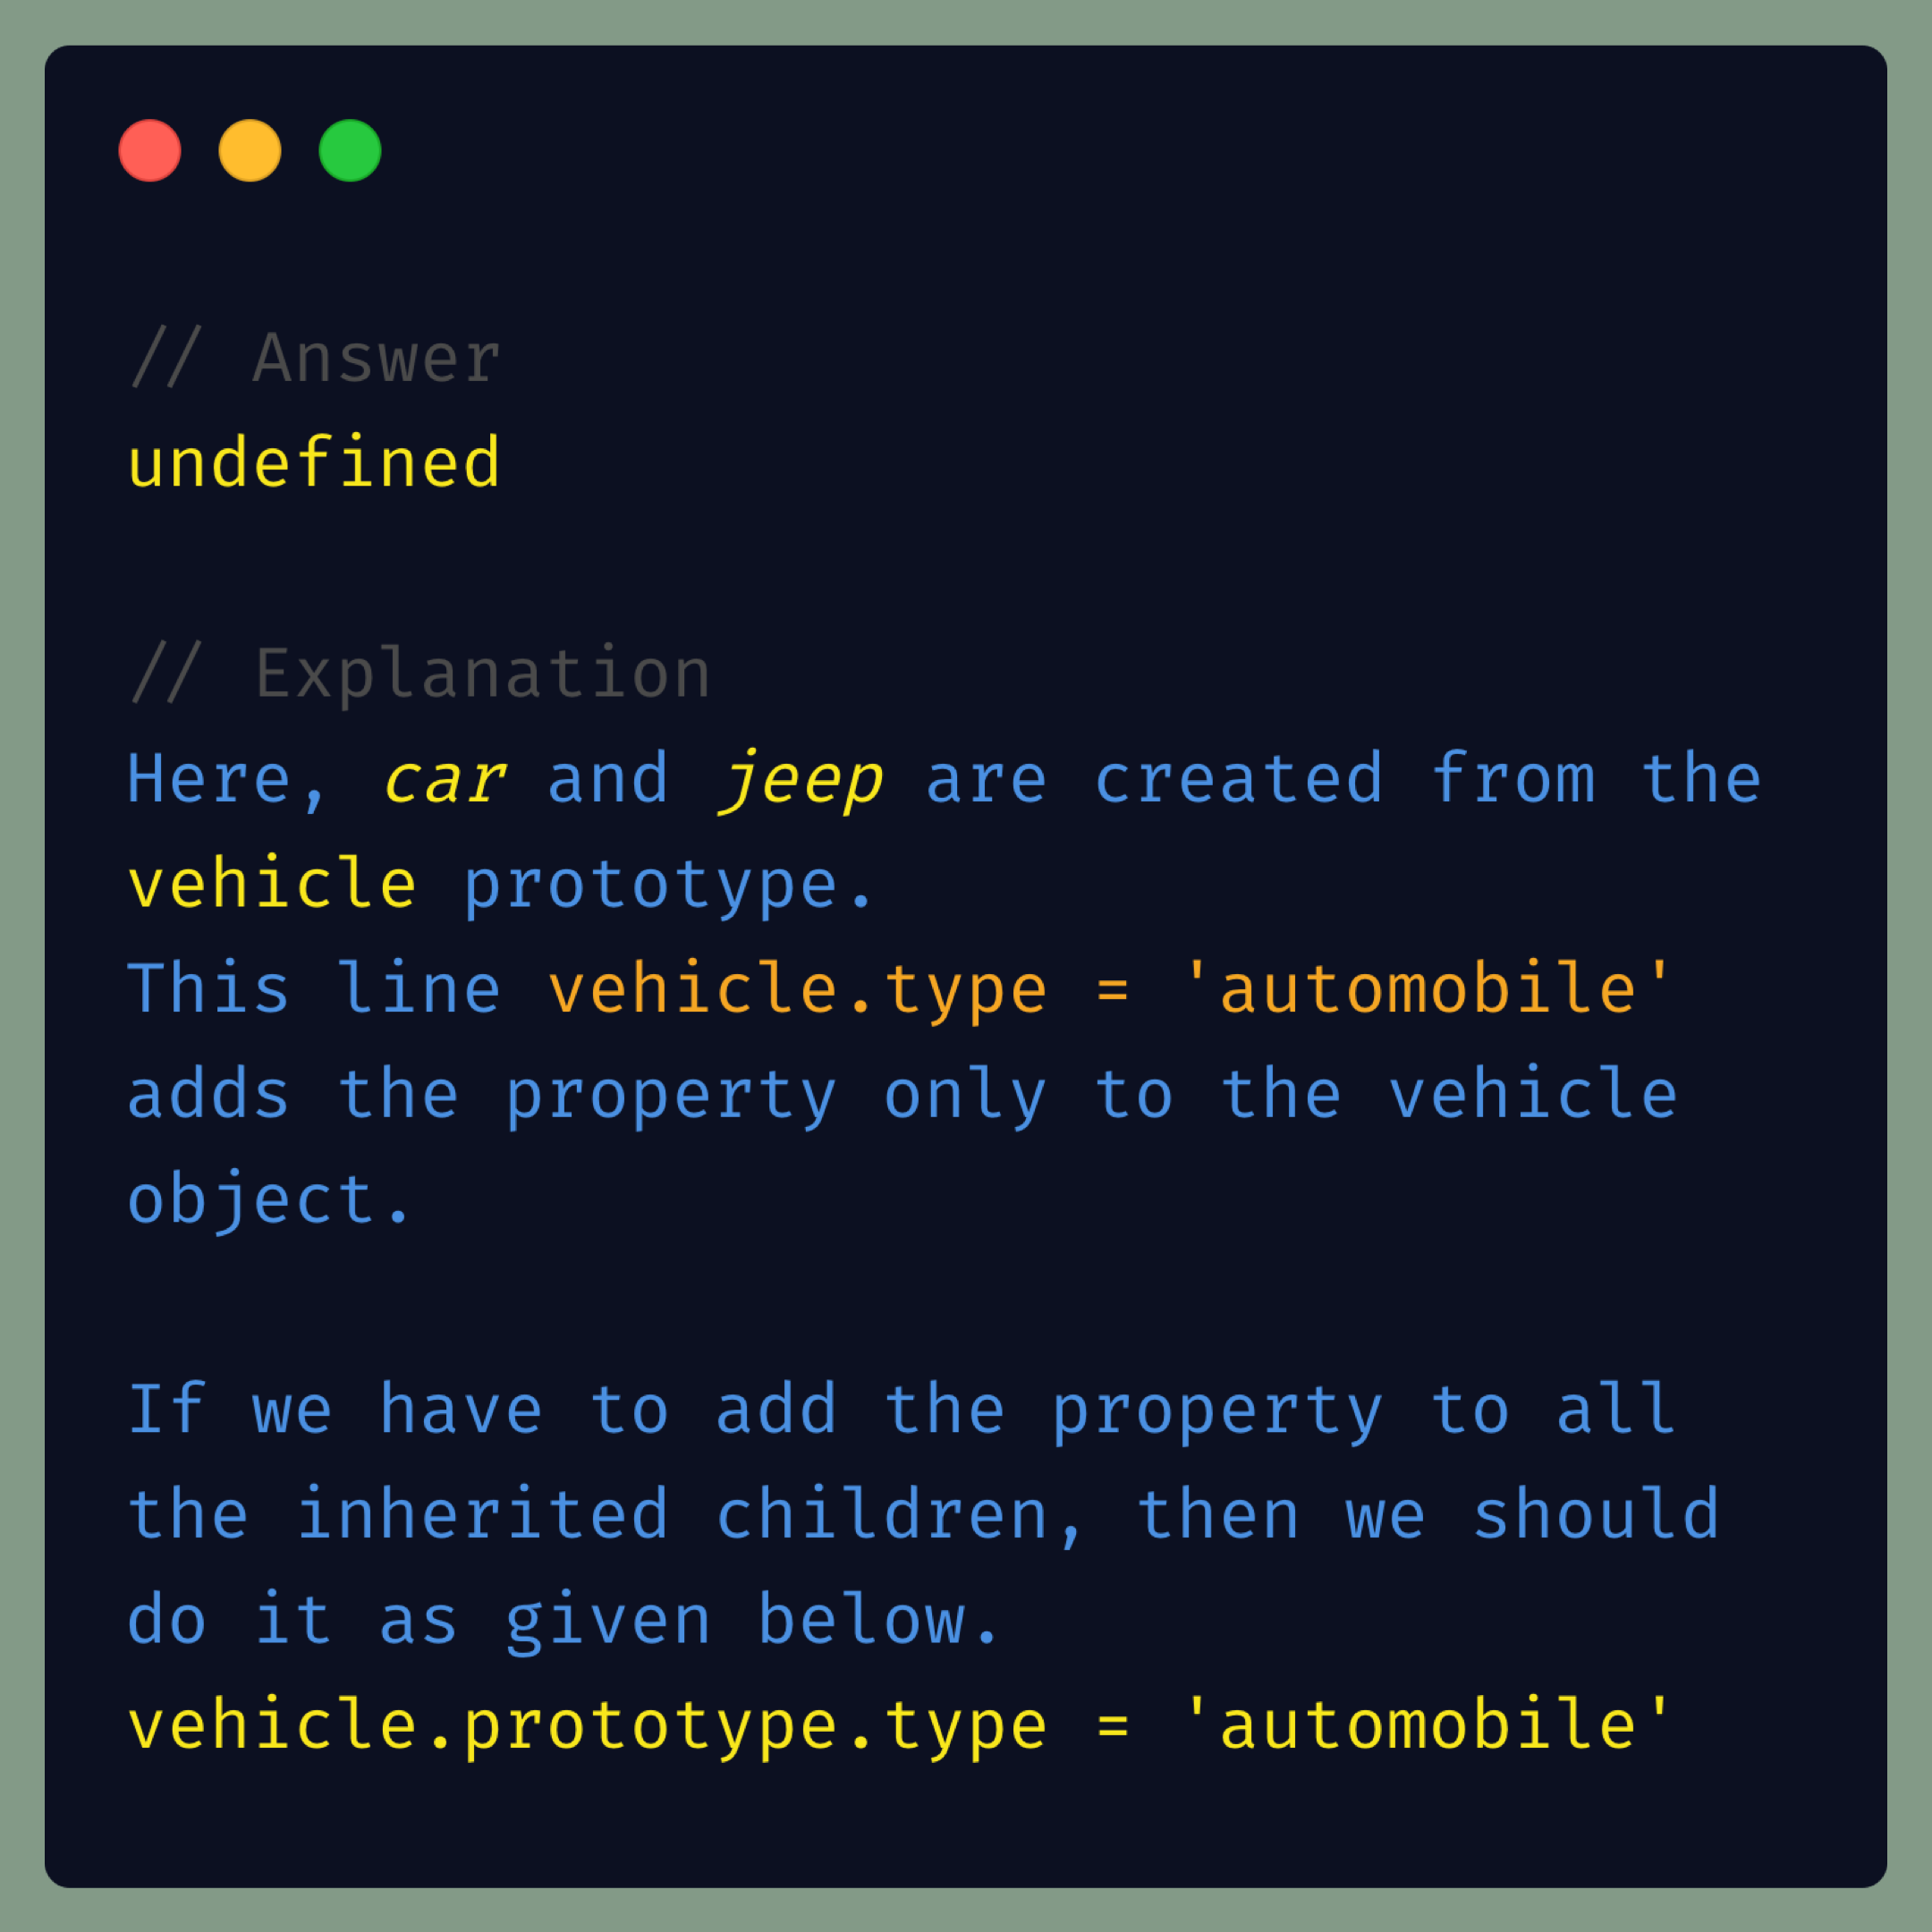 // Answer
undefined
// Explanation
Here, car and jeep are created from the
vehicle prototype.
This line vehicle.type = 'automobile'
adds the property only to the vehicle
object.
If we have to add the property to all
the inherited children, then we should
do it as given below.
vehicle.prototype.type = 'automobile'